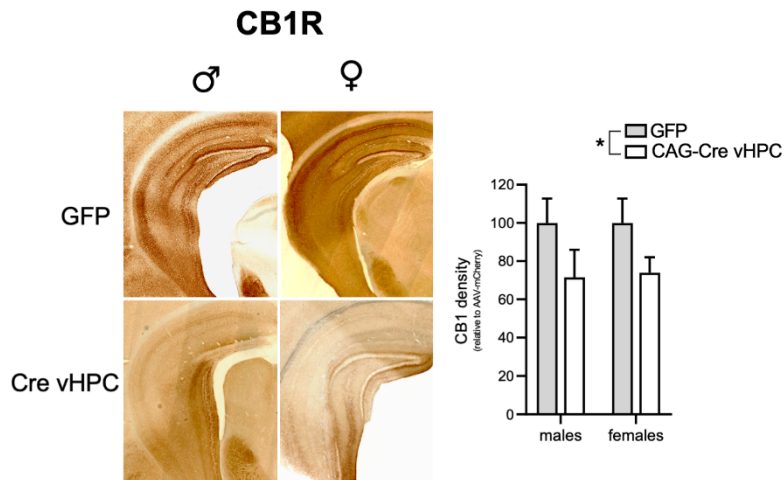 CB1R
♂ ♀
GFP
Cre vHPC
* GFP
CAG-Cre vHPC
CB1 density
(relative to AAV-mCherry)
120
100
80
60
40
20
0
males females